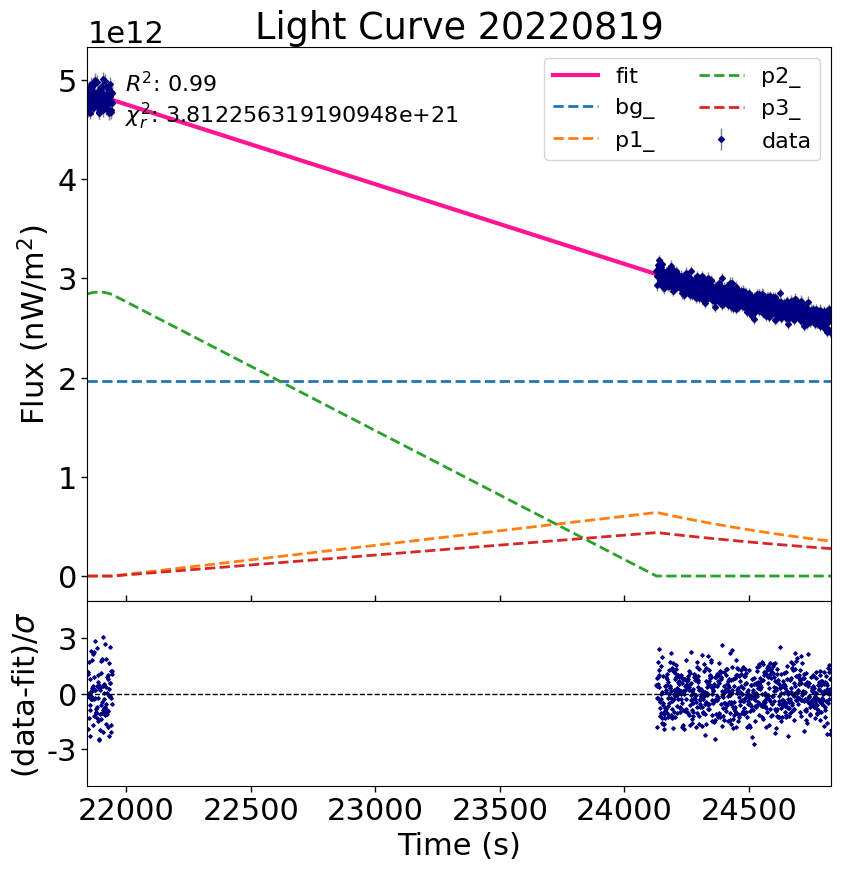 Light Curve 20220819
1e12
R²: 0.99
χ²ᵣ: 3.812256319190948e+21
fit
bg_
p1_
p2_
p3_
data
5
4
3
2
1
0
Flux (nW/m²)
3
0
-3
(data-fit)/σ
22000 22500 23000 23500 24000 24500
Time (s)